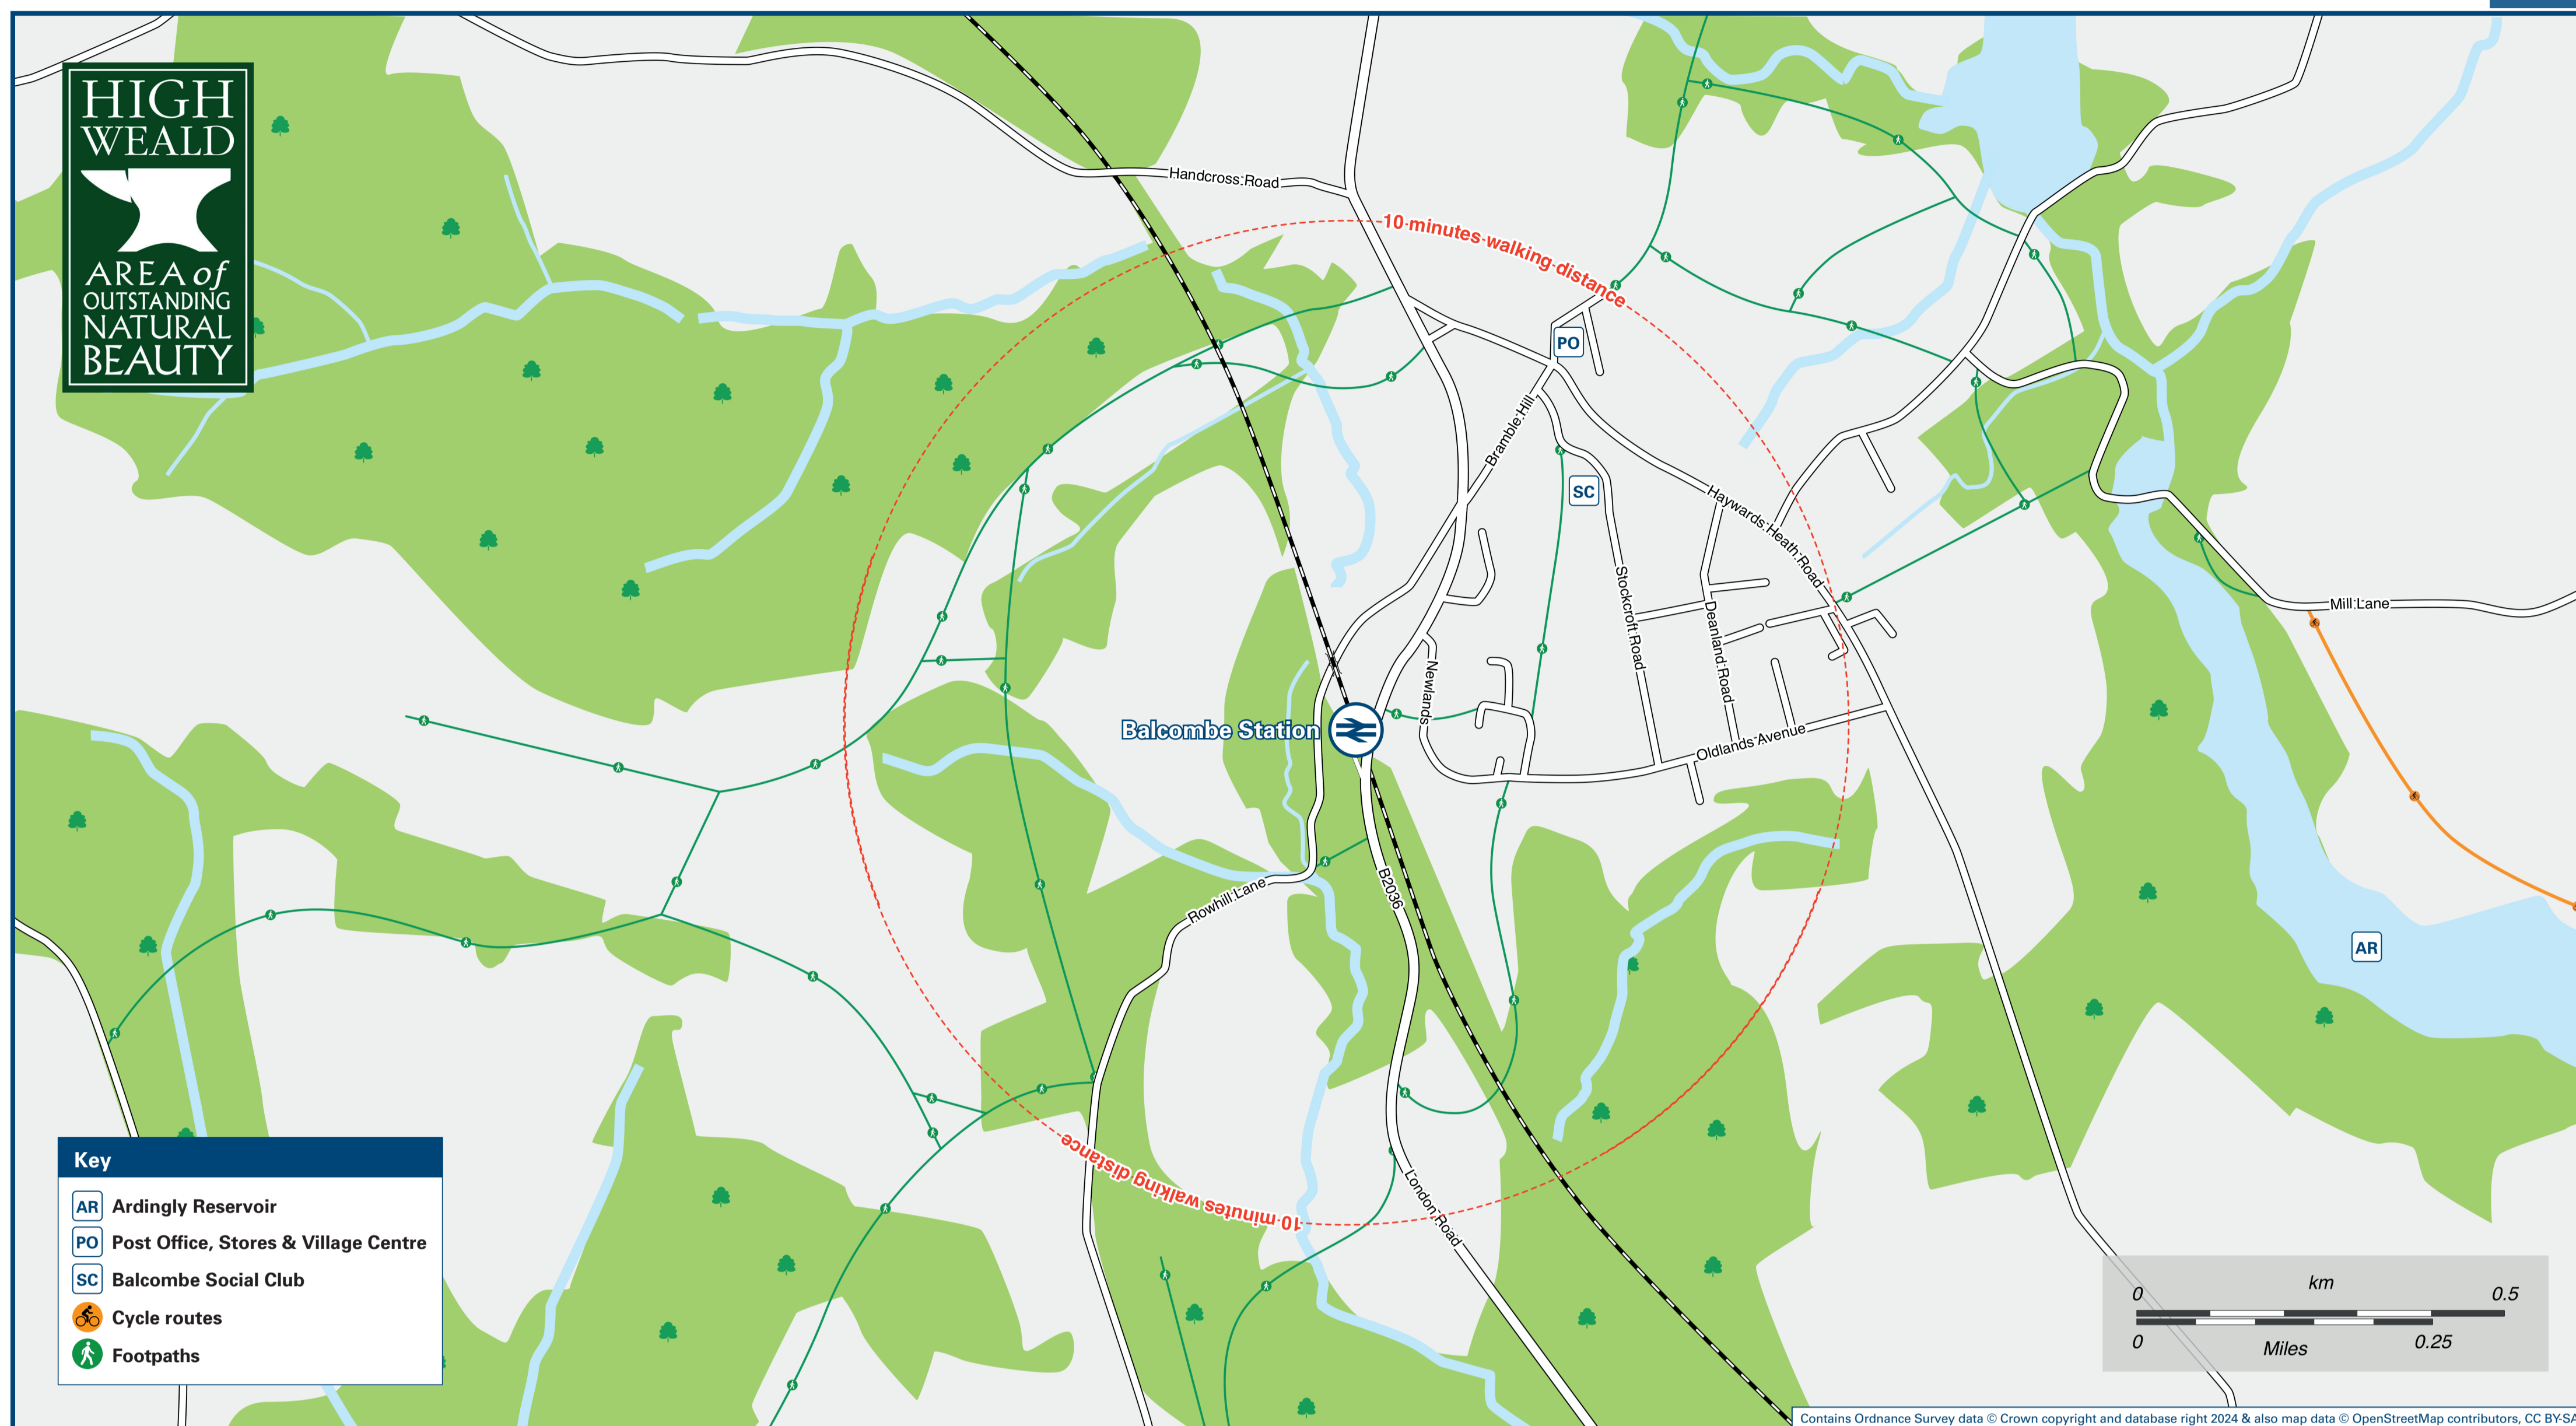 HIGH
WEALD
AREA of
OUTSTANDING
NATURAL
BEAUTY
Handcross Road
10 minutes walking distance
PO
Bramble Hill
SC
Haywards Heath Road
Stockcroft Road
Deanland Road
Mill Lane
Newlands
Balcombe Station
Oldlands Avenue
B2036
Rowhill Lane
AR
10 minutes walking distance
London Road
Key
AR Ardingly Reservoir
PO Post Office, Stores & Village Centre
SC Balcombe Social Club
Cycle routes
Footpaths
km
0 0.5
0 0.25
Miles
Contains Ordnance Survey data © Crown copyright and database right 2024 & also map data © OpenStreetMap contributors, CC BY-SA